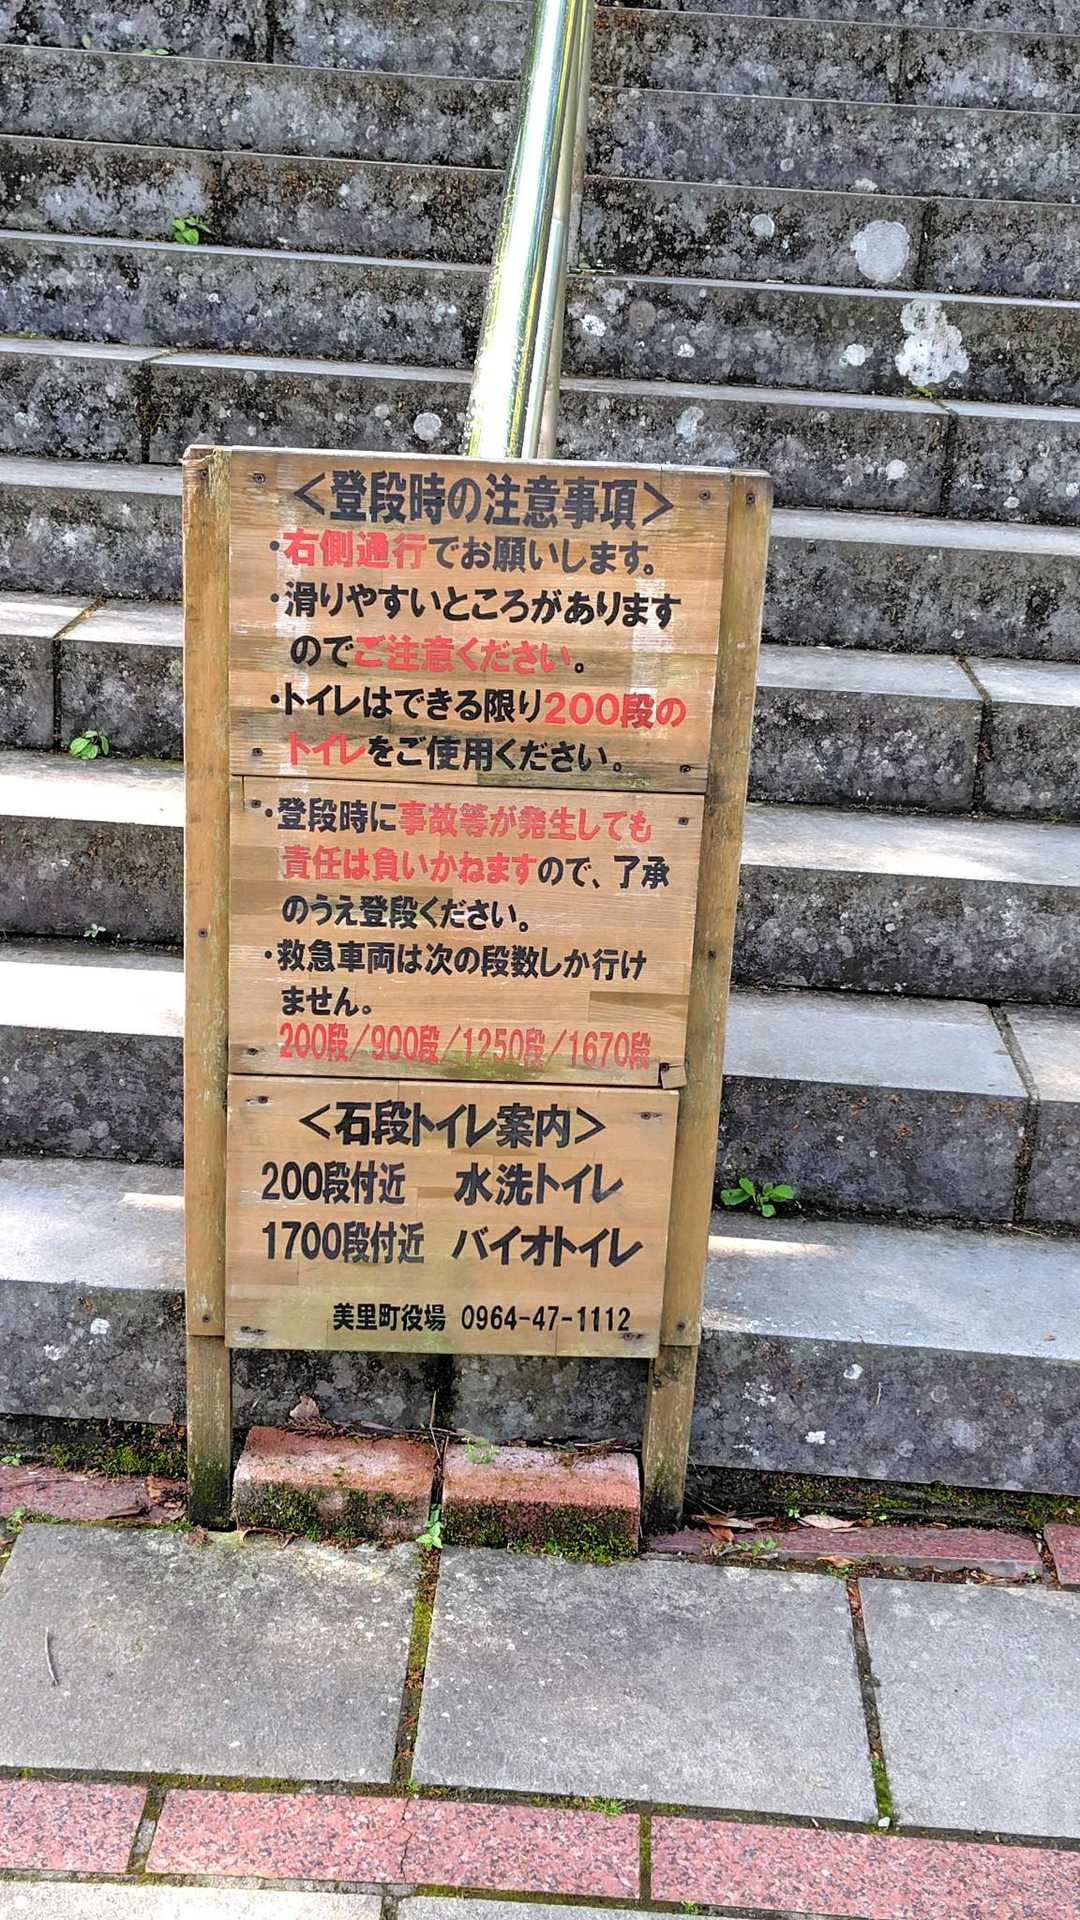 ＜登段時の注意事項＞
・右側通行でお願いします。
・滑りやすいところがあります
のでご注意ください。
・トイレはできる限り200段の
トイレをご使用ください。
・登段時に事故等が発生しても
責任は負いかねますので、了承
のうえ登段ください。
・救急車両は次の段数しか行け
ません。
200段／900段／1250段／1670段
＜石段トイレ案内＞
200段付近 水洗トイレ
1700段付近 バイオトイレ
美里町役場 0964-47-1112